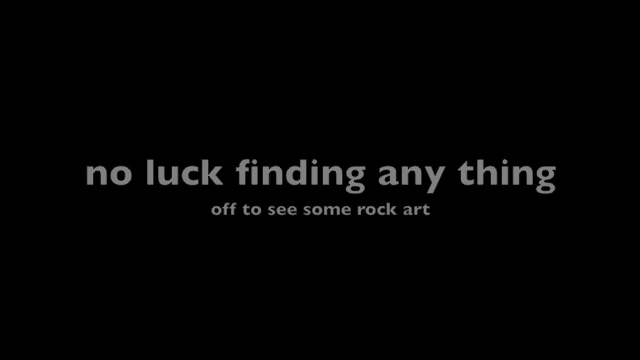 no luck finding any thing
off to see some rock art